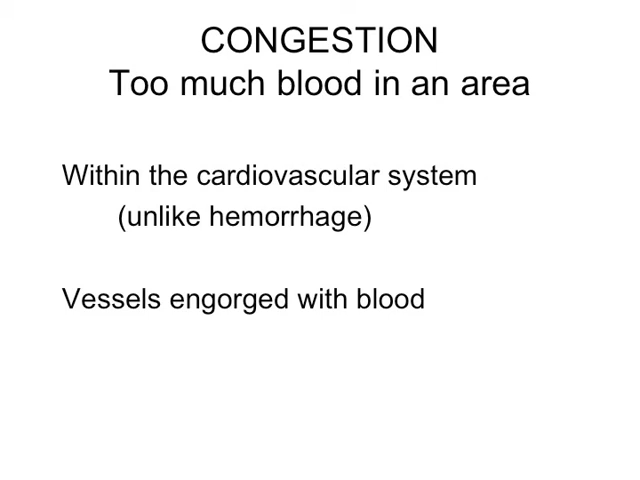 CONGESTION
Too much blood in an area
Within the cardiovascular system
(unlike hemorrhage)
Vessels engorged with blood